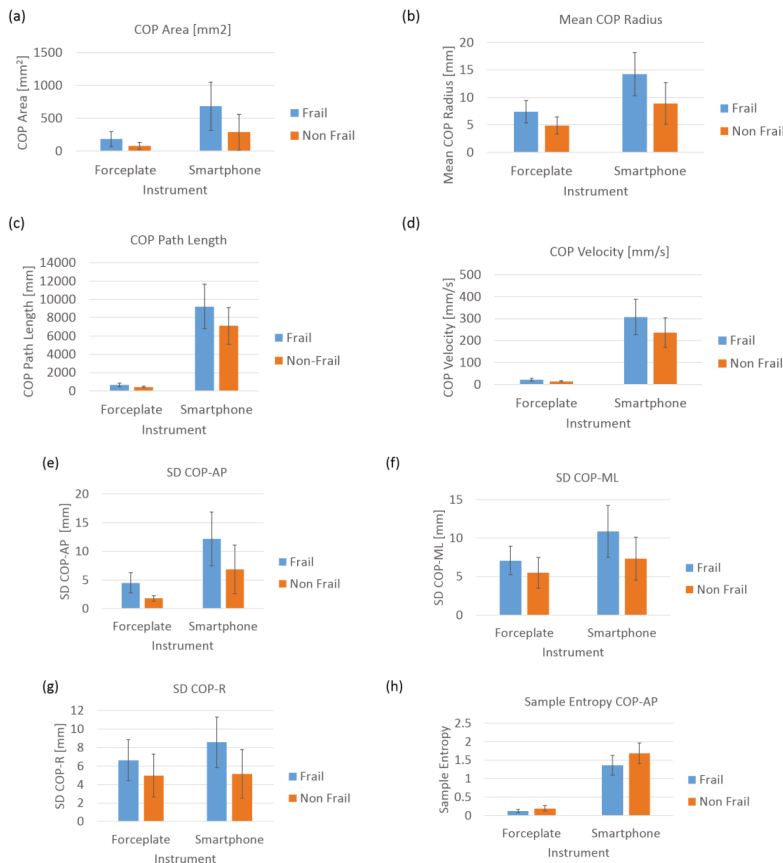 (a)
COP Area [mm2]
COP Area [mm²]
1500
1000
500
0
Forceplate Smartphone
Instrument
Frail
Non Frail
(b)
Mean COP Radius
Mean COP Radius [mm]
20
15
10
5
0
Forceplate Smartphone
Instrument
Frail
Non Frail
(c)
COP Path Length
COP Path Length [mm]
14000
12000
10000
8000
6000
4000
2000
0
Forceplate Smartphone
Instrument
Frail
Non-Frail
(d)
COP Velocity [mm/s]
COP Velocity [mm/s]
500
400
300
200
100
0
Forceplate Smartphone
Instrument
Frail
Non Frail
(e)
SD COP-AP
SD COP-AP [mm]
20
15
10
5
0
Forceplate Smartphone
Instrument
Frail
Non Frail
(f)
SD COP-ML
SD COP-ML [mm]
15
10
5
0
Forceplate Smartphone
Instrument
Frail
Non Frail
(g)
SD COP-R
SD COP-R [mm]
12
10
8
6
4
2
0
Forceplate Smartphone
Instrument
Frail
Non Frail
(h)
Sample Entropy COP-AP
Sample Entropy
2.5
2
1.5
1
0.5
0
Forceplate Smartphone
Instrument
Frail
Non Frail